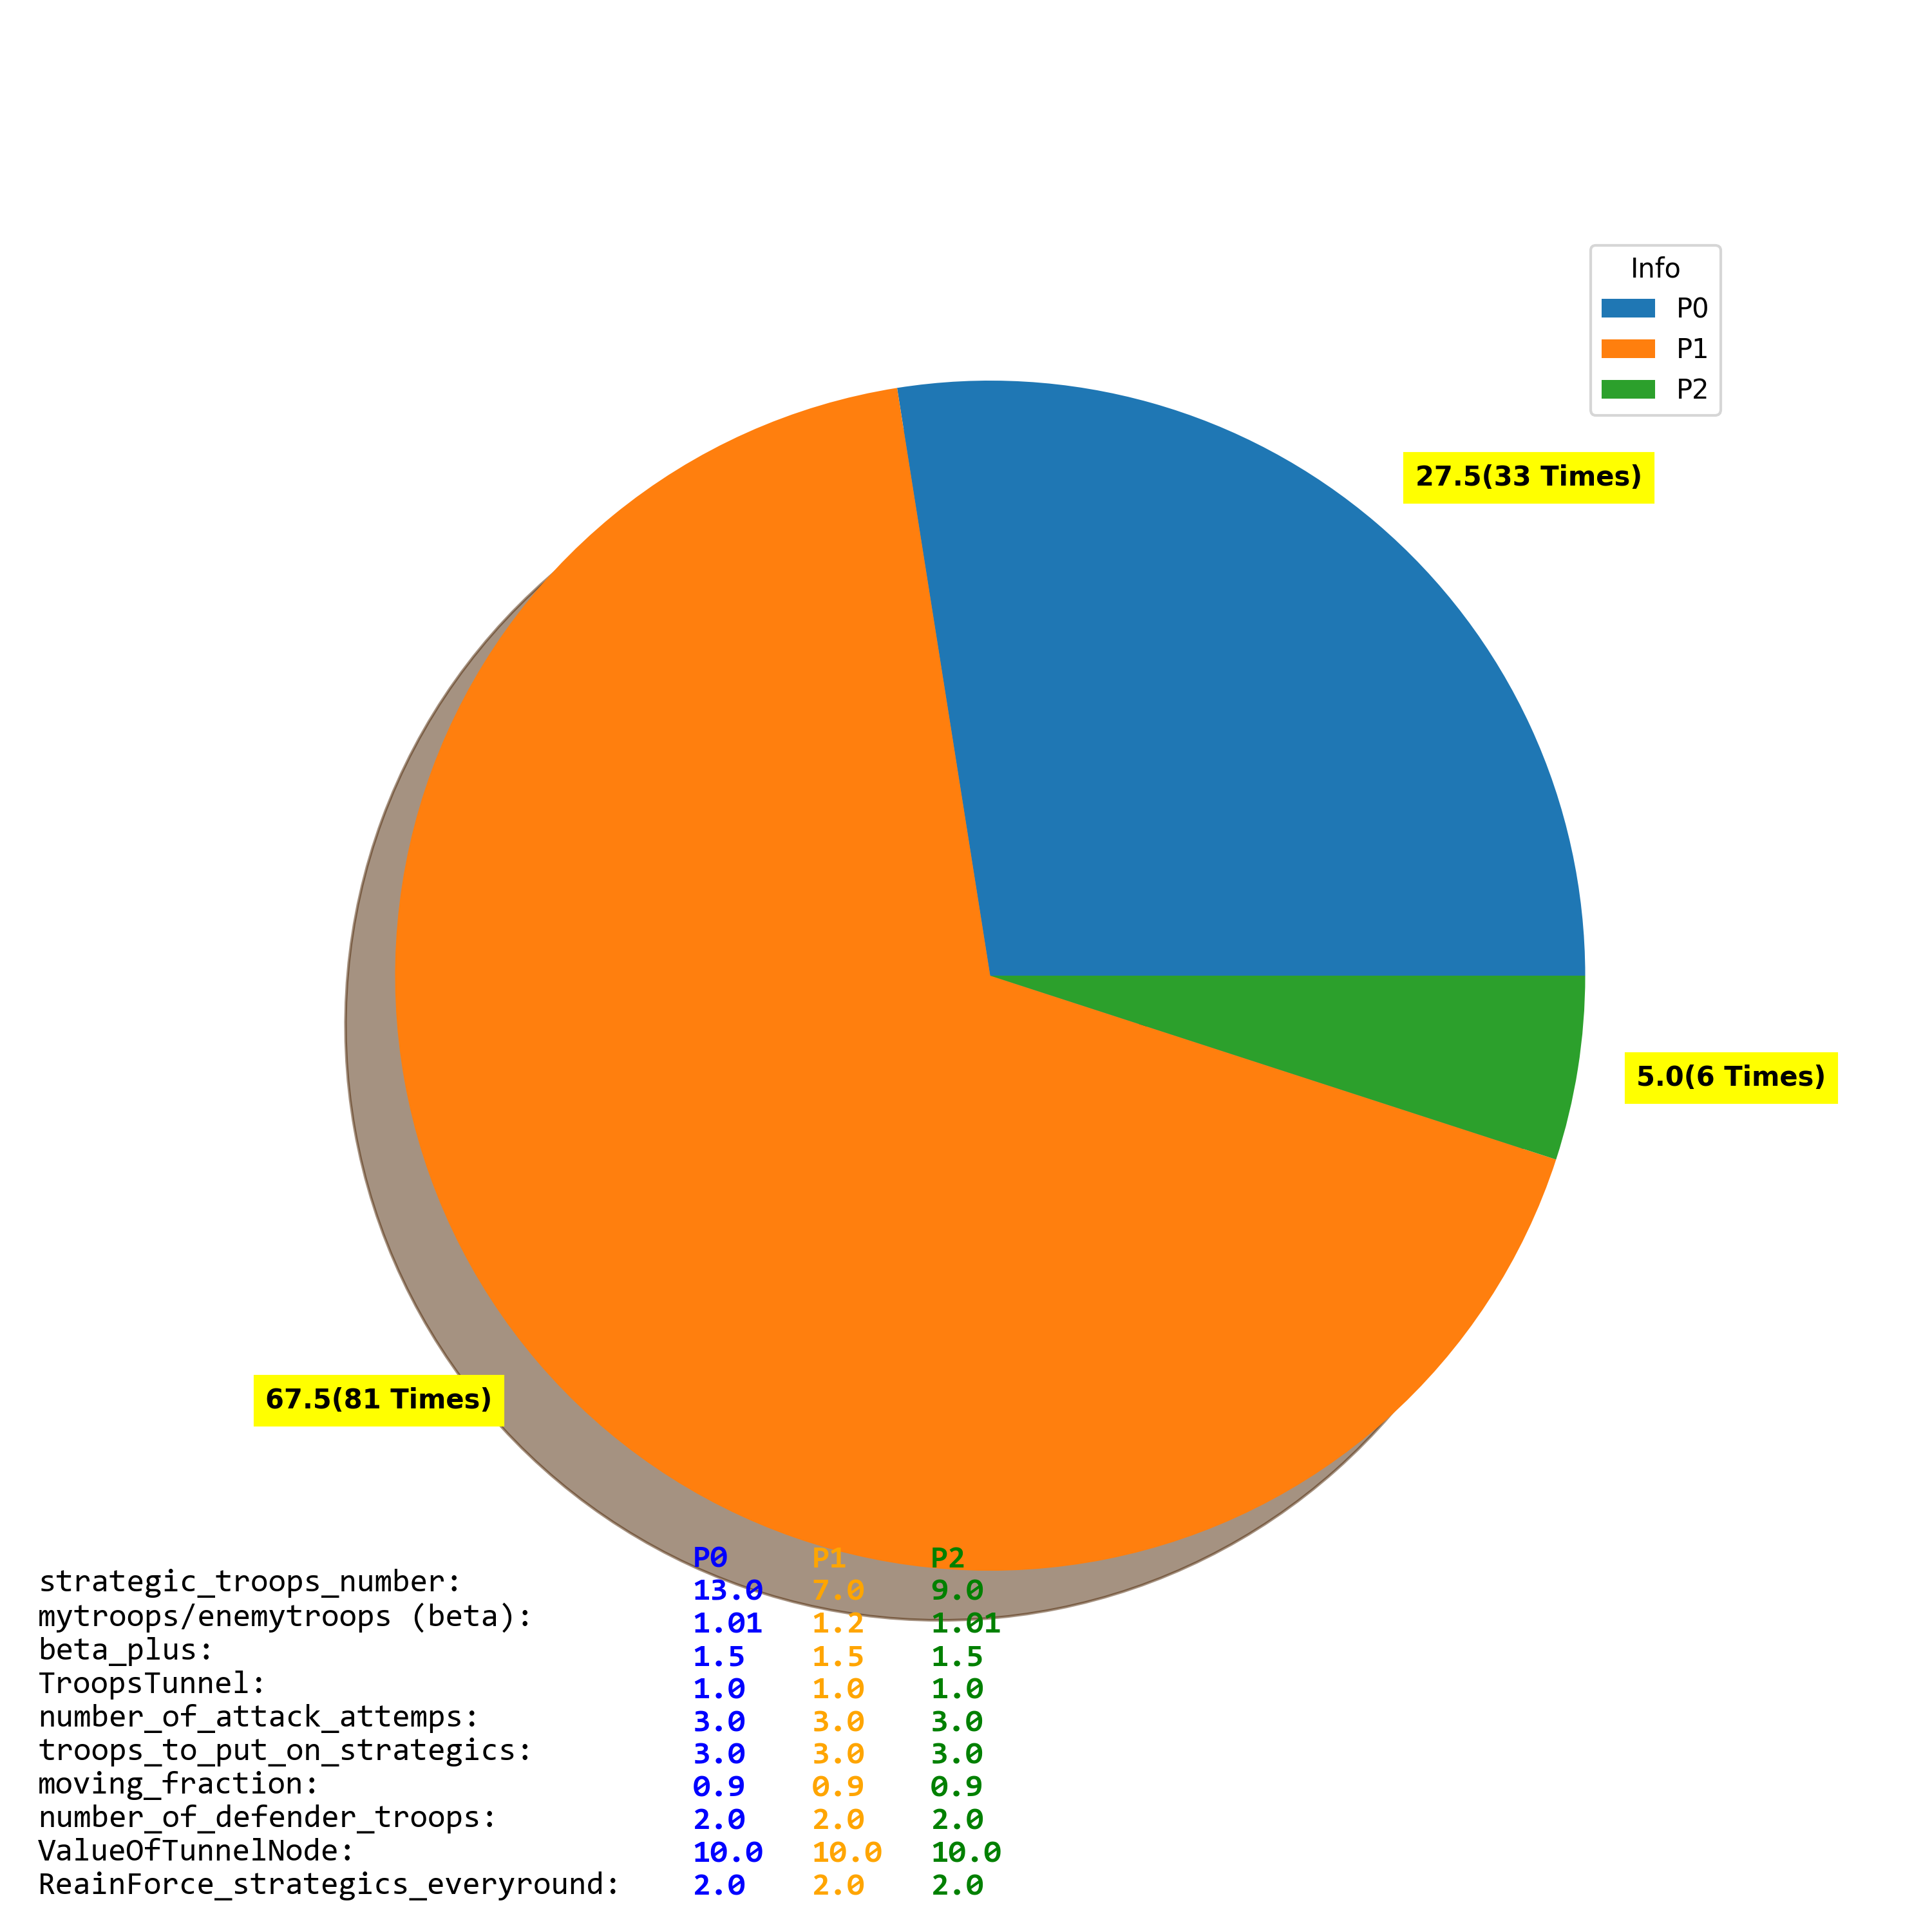 Info
P0
P1
P2
27.5(33 Times)
5.0(6 Times)
67.5(81 Times)
P0 P1 P2
strategic_troops_number: 13.0 7.0 9.0
mytroops/enemytroops (beta): 1.01 1.2 1.01
beta_plus: 1.5 1.5 1.5
TroopsTunnel: 1.0 1.0 1.0
number_of_attack_attemps: 3.0 3.0 3.0
troops_to_put_on_strategics: 3.0 3.0 3.0
moving_fraction: 0.9 0.9 0.9
number_of_defender_troops: 2.0 2.0 2.0
ValueOfTunnelNode: 10.0 10.0 10.0
ReainForce_strategics_everyround: 2.0 2.0 2.0